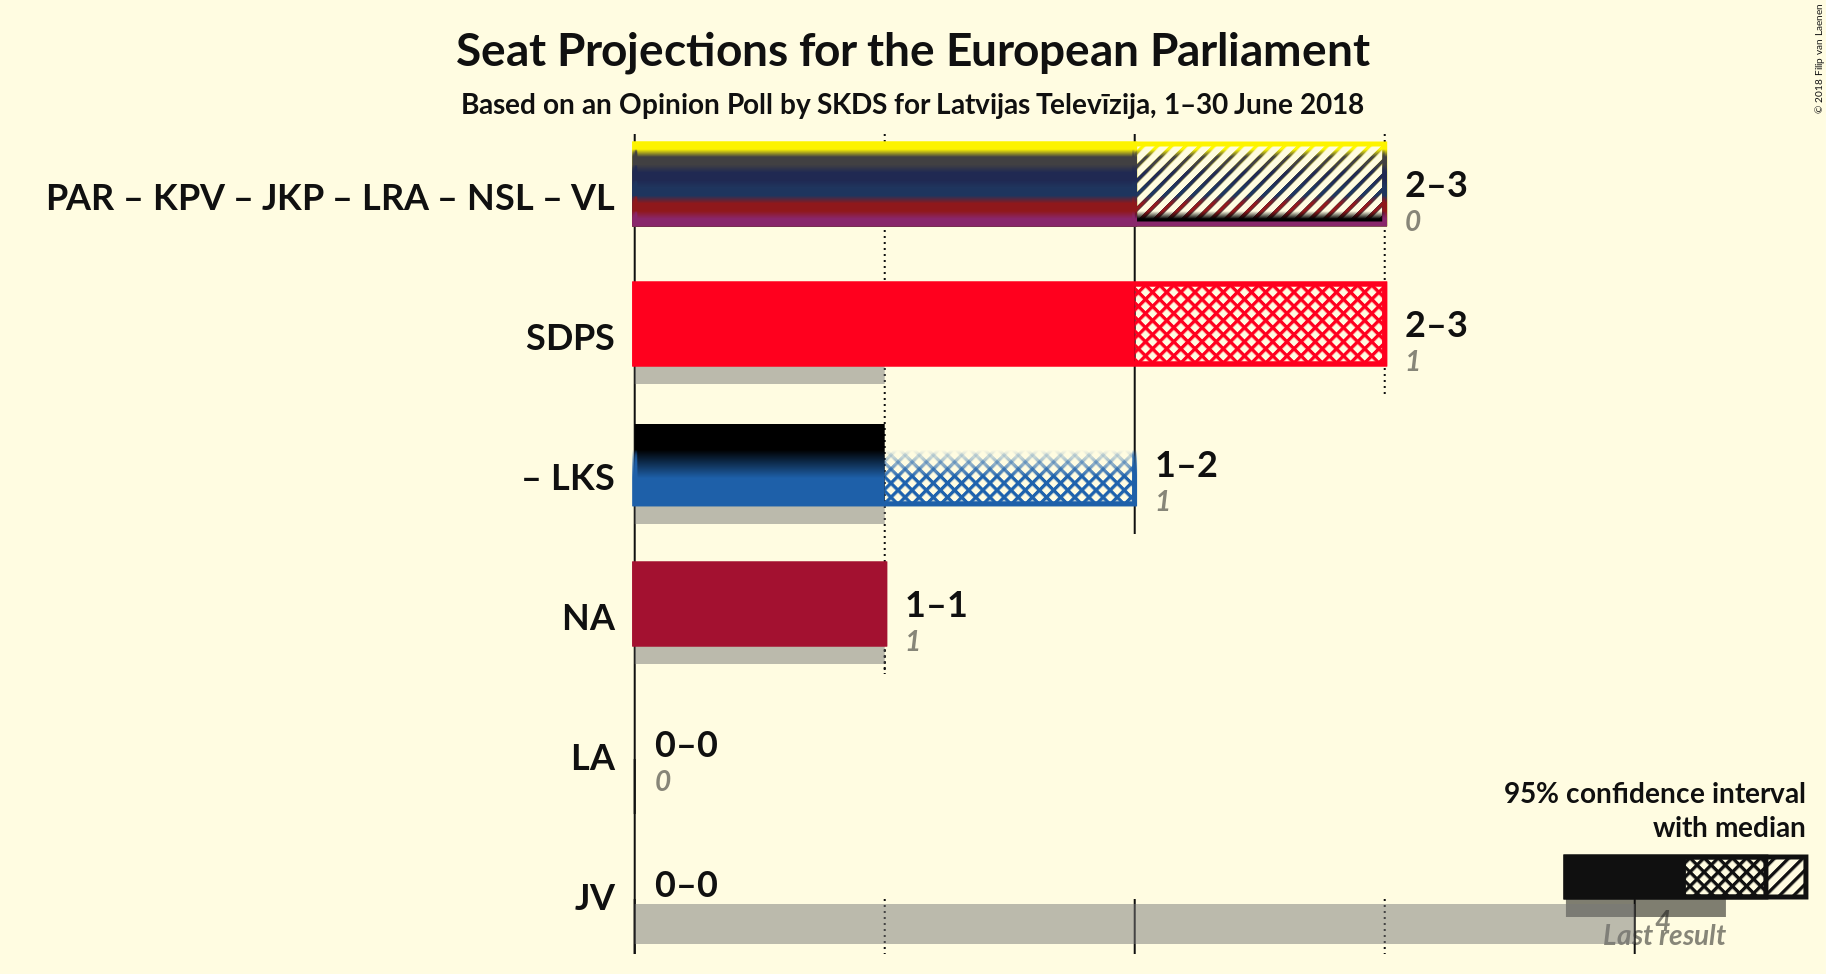 Seat Projections for the European Parliament
Based on an Opinion Poll by SKDS for Latvijas Televīzija, 1–30 June 2018
© 2018 Filip van Laenen
PAR – KPV – JKP – LRA – NSL – VL
2–3
0
SDPS
2–3
1
– LKS
1–2
1
NA
1–1
1
LA
0–0
0
JV
0–0
4
95% confidence interval
with median
Last result